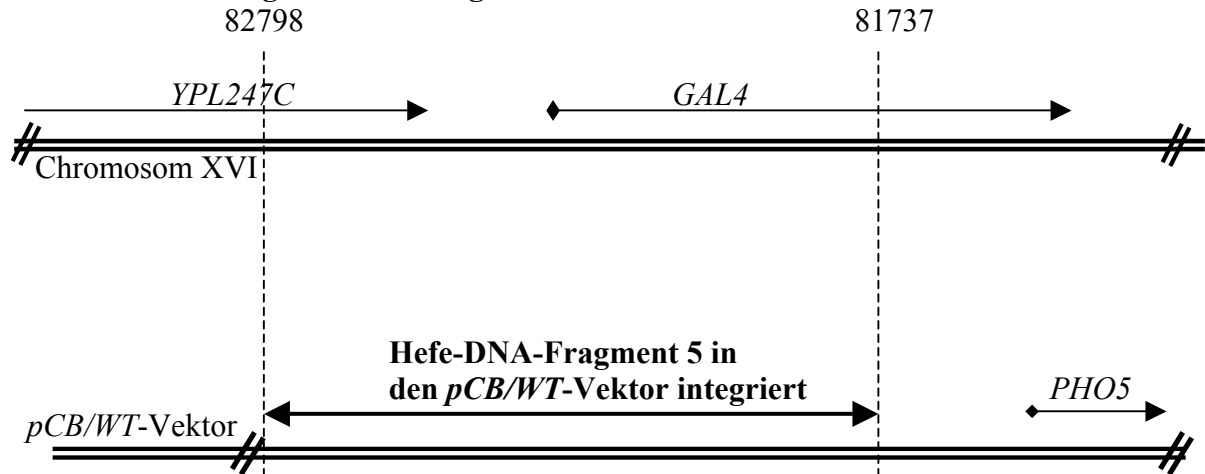 82798 81737
YPL247C GAL4
Chromosom XVI
Hefe-DNA-Fragment 5 in
den pCB/WT-Vektor integriert
PHO5
pCB/WT-Vektor